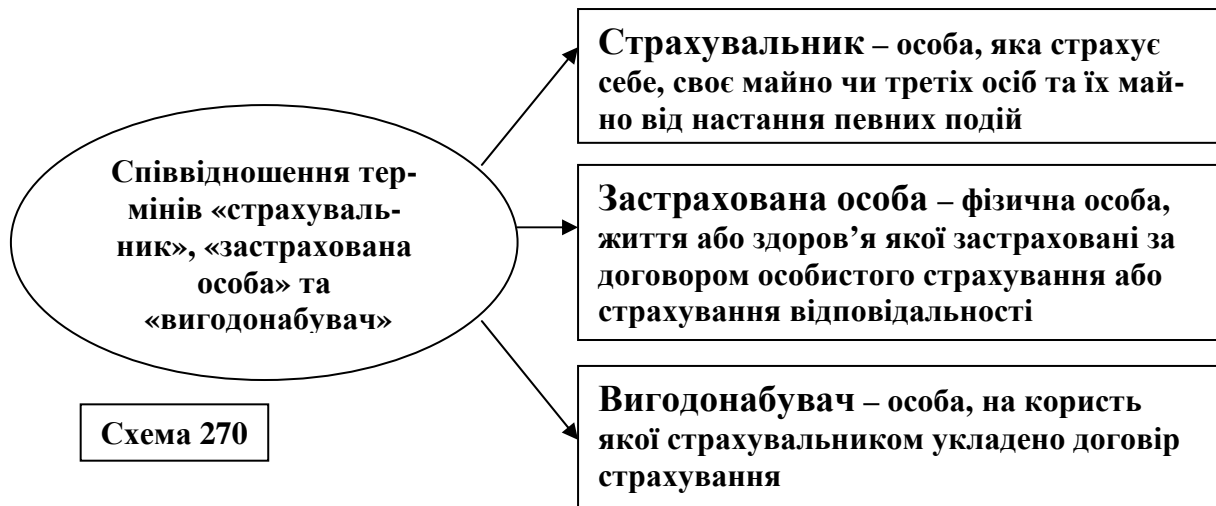 Співвідношення тер-
мінів «страхуваль-
ник», «застрахована
особа» та
«вигодонабувач»
Схема 270
Страхувальник – особа, яка страхує
себе, своє майно чи третіх осіб та їх май-
но від настання певних подій
Застрахована особа – фізична особа,
життя або здоров’я якої застраховані за
договором особистого страхування або
страхування відповідальності
Вигодонабувач – особа, на користь
якої страхувальником укладено договір
страхування